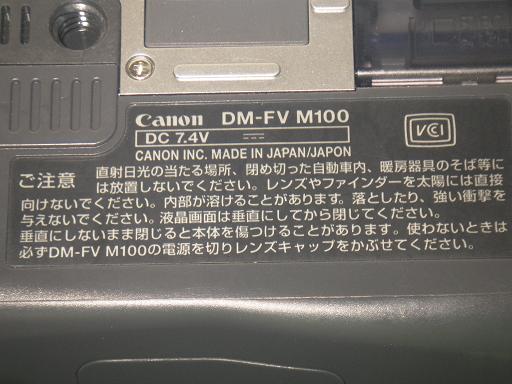 Canon DM-FV M100
DC 7.4V
VCCI
CANON INC. MADE IN JAPAN/JAPON
ご注意 直射日光の当たる場所、閉め切った自動車内、暖房器具のそば等に
は放置しないでください。レンズやファインダーを太陽には直接
向けないでください。内部が溶けることがあります。落としたり、強い衝撃を
与えないでください。液晶画面は垂直にしてから閉じてください。
垂直にしないまま閉じると本体を傷つけることがあります。使わないときは
必ずDM-FV M100の電源を切りレンズキャップをかぶせてください。